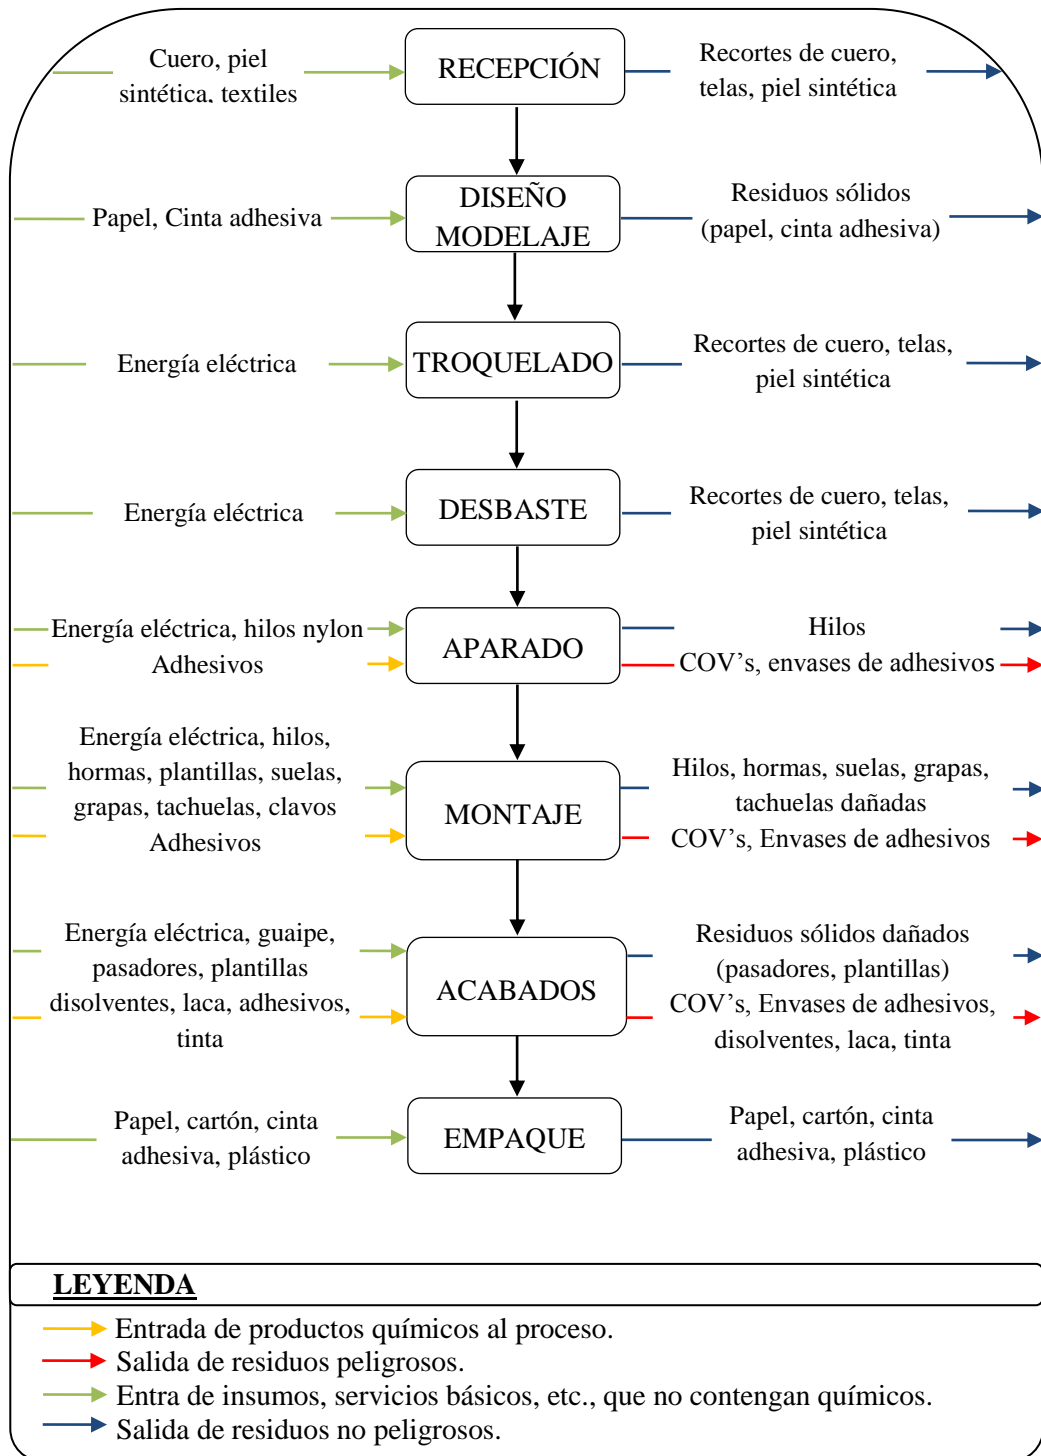 Cuero, piel
sintética, textiles
RECEPCIÓN
Recortes de cuero,
telas, piel sintética
Papel, Cinta adhesiva
DISEÑO
MODELAJE
Residuos sólidos
(papel, cinta adhesiva)
Energía eléctrica
TROQUELADO
Recortes de cuero, telas,
piel sintética
Energía eléctrica
DESBASTE
Recortes de cuero, telas,
piel sintética
Energía eléctrica, hilos nylon
Adhesivos
APARADO
Hilos
COV's, envases de adhesivos
Energía eléctrica, hilos,
hormas, plantillas, suelas,
grapas, tachuelas, clavos
Adhesivos
MONTAJE
Hilos, hormas, suelas, grapas,
tachuelas dañadas
COV's, Envases de adhesivos
Energía eléctrica, guaipe,
pasadores, plantillas
disolventes, laca, adhesivos,
tinta
ACABADOS
Residuos sólidos dañados
(pasadores, plantillas)
COV's, Envases de adhesivos,
disolventes, laca, tinta
Papel, cartón, cinta
adhesiva, plástico
EMPAQUE
Papel, cartón, cinta
adhesiva, plástico
LEYENDA
Entrada de productos químicos al proceso.
Salida de residuos peligrosos.
Entra de insumos, servicios básicos, etc., que no contengan químicos.
Salida de residuos no peligrosos.